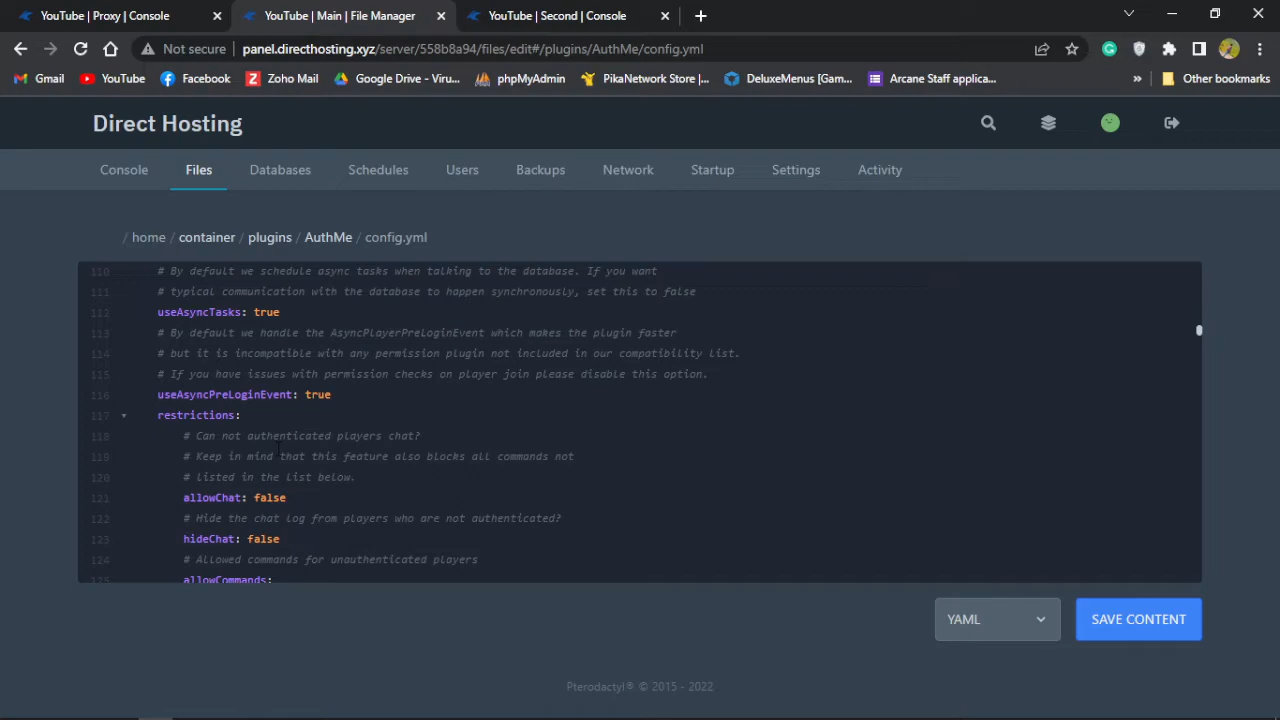 YouTube | Proxy | Console
YouTube | Main | File Manager
YouTube | Second | Console
Not secure panel.directhosting.xyz/server/558b8a94/files/edit#/plugins/AuthMe/config.yml
Gmail YouTube Facebook Zoho Mail Google Drive - Viru... phpMyAdmin PikaNetwork Store |... DeluxeMenus [Gam... Arcane Staff applica... » Other bookmarks
Direct Hosting
Console Files Databases Schedules Users Backups Network Startup Settings Activity
/ home / container / plugins / AuthMe / config.yml
110 # By default we schedule async tasks when talking to the database. If you want
111 # typical communication with the database to happen synchronously, set this to false
112 useAsyncTasks: true
113 # By default we handle the AsyncPlayerPreLoginEvent which makes the plugin faster
114 # but it is incompatible with any permission plugin not included in our compatibility list.
115 # If you have issues with permission checks on player join please disable this option.
116 useAsyncPreLoginEvent: true
117 restrictions:
118 # Can not authenticated players chat?
119 # Keep in mind that this feature also blocks all commands not
120 # listed in the list below.
121 allowChat: false
122 # Hide the chat log from players who are not authenticated?
123 hideChat: false
124 # Allowed commands for unauthenticated players
125 allowCommands:
YAML
SAVE CONTENT
Pterodactyl® © 2015 - 2022